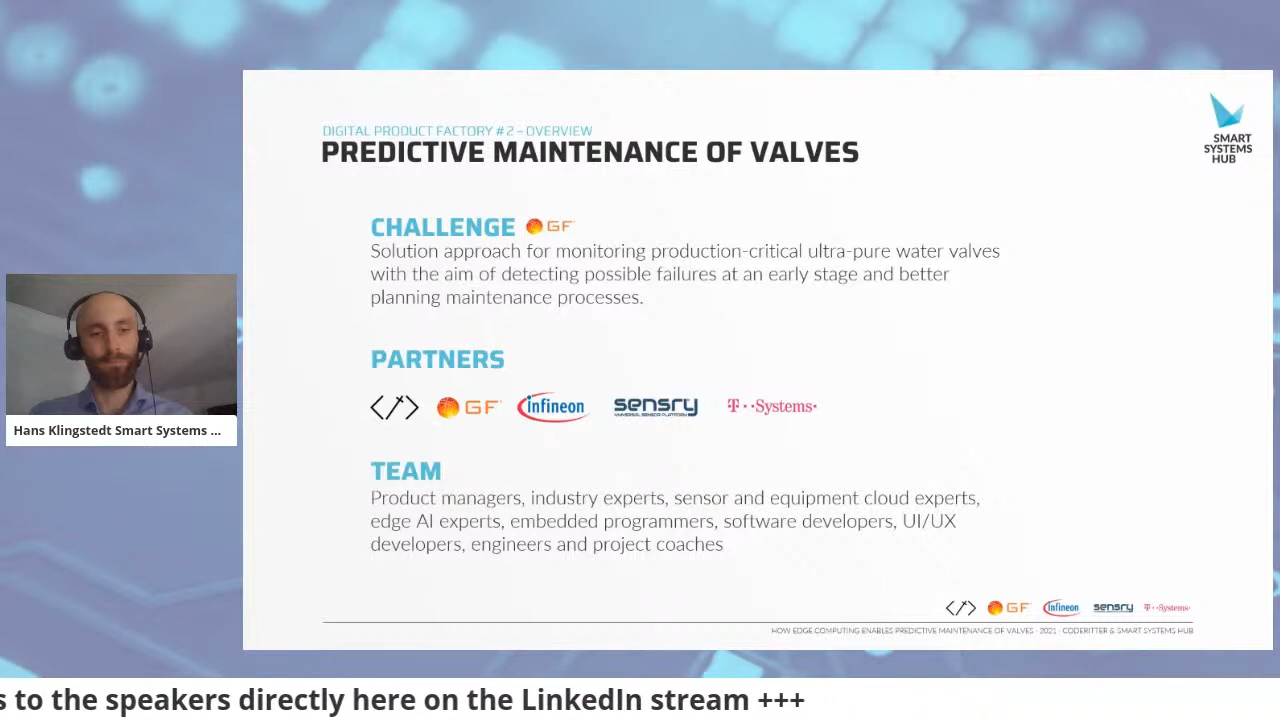 DIGITAL PRODUCT FACTORY #2 – OVERVIEW
PREDICTIVE MAINTENANCE OF VALVES
SMART
SYSTEMS
HUB
CHALLENGE GF
Solution approach for monitoring production-critical ultra-pure water valves
with the aim of detecting possible failures at an early stage and better
planning maintenance processes.
PARTNERS
</> GF infineon sensry UNIVERSAL SENSOR PLATFORM T··Systems·
TEAM
Product managers, industry experts, sensor and equipment cloud experts,
edge AI experts, embedded programmers, software developers, UI/UX
developers, engineers and project coaches
</> GF infineon sensry T··Systems·
HOW EDGE COMPUTING ENABLES PREDICTIVE MAINTENANCE OF VALVES · 2021 · CODERITTER & SMART SYSTEMS HUB
Hans Klingstedt Smart Systems ...
s to the speakers directly here on the LinkedIn stream +++